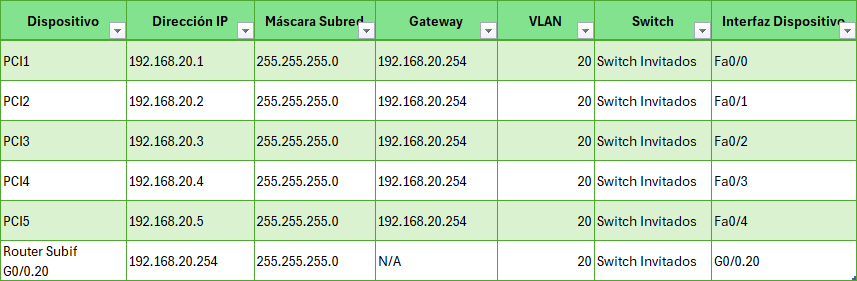 Dispositivo Dirección IP Máscara Subred Gateway VLAN Switch Interfaz Dispositivo
PCI1 192.168.20.1 255.255.255.0 192.168.20.254 20 Switch Invitados Fa0/0
PCI2 192.168.20.2 255.255.255.0 192.168.20.254 20 Switch Invitados Fa0/1
PCI3 192.168.20.3 255.255.255.0 192.168.20.254 20 Switch Invitados Fa0/2
PCI4 192.168.20.4 255.255.255.0 192.168.20.254 20 Switch Invitados Fa0/3
PCI5 192.168.20.5 255.255.255.0 192.168.20.254 20 Switch Invitados Fa0/4
Router Subif
G0/0.20 192.168.20.254 255.255.255.0 N/A 20 Switch Invitados G0/0.20